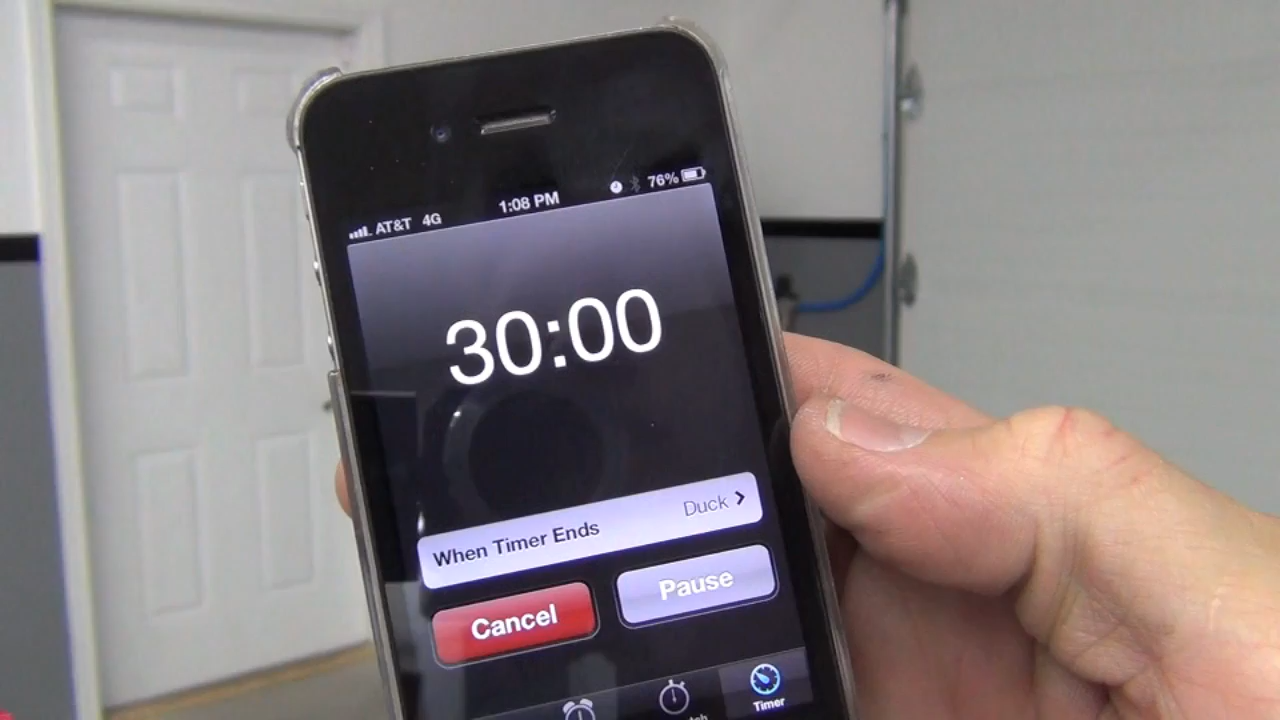 AT&T 4G 1:08 PM 76%
30:00
When Timer Ends Duck
Cancel Pause
Timer